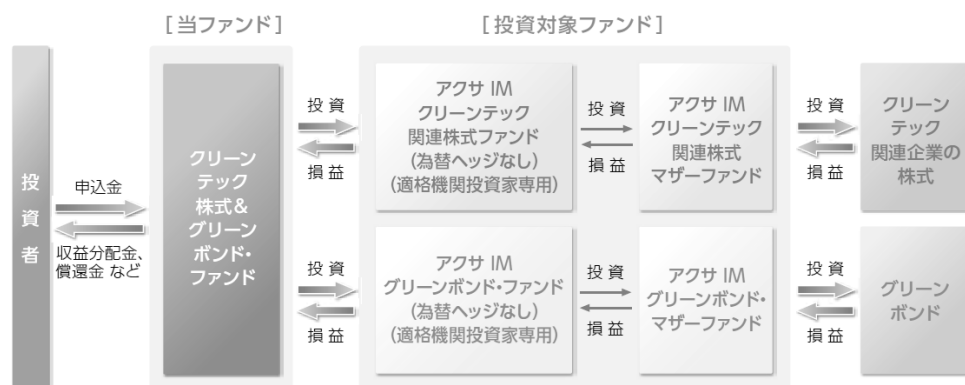 [当ファンド]
[投資対象ファンド]
投資者
申込金
収益分配金、
償還金 など
クリーン
テック
株式&
グリーン
ボンド・
ファンド
投資
損益
アクサ IM
クリーンテック
関連株式ファンド
(為替ヘッジなし)
(適格機関投資家専用)
投資
損益
アクサ IM
クリーンテック
関連株式
マザーファンド
投資
損益
クリーン
テック
関連企業の
株式
投資
損益
アクサ IM
グリーンボンド・ファンド
(為替ヘッジなし)
(適格機関投資家専用)
投資
損益
アクサ IM
グリーンボンド・
マザーファンド
投資
損益
グリーン
ボンド